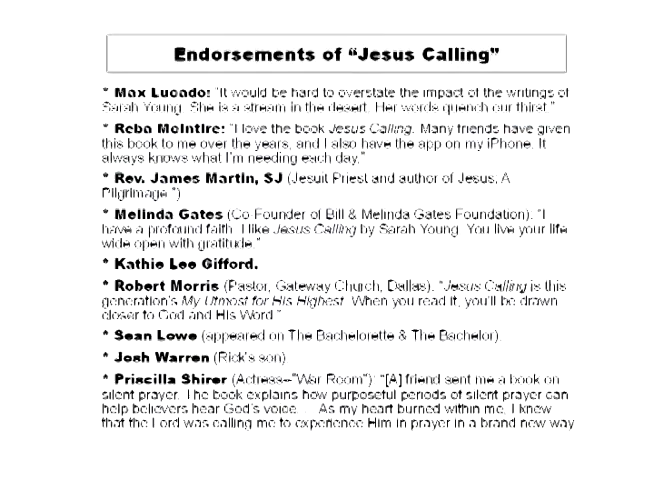 Endorsements of “Jesus Calling”
* Max Lucado: “It would be hard to overstate the impact of the writings of
Sarah Young. She is a stream in the desert. Her words quench our thirst.”
* Reba McIntire: “I love the book Jesus Calling. Many friends have given
this book to me over the years, and I also have the app on my iPhone. It
always knows what I’m needing each day.”
* Rev. James Martin, SJ (Jesuit Priest and author of Jesus: A
Pilgrimage.”)
* Melinda Gates (Co Founder of Bill & Melinda Gates Foundation): “I
have a profound faith. I like Jesus Calling by Sarah Young. You live your life
wide open with gratitude.”
* Kathie Lee Gifford.
* Robert Morris (Pastor, Gateway Church, Dallas): “Jesus Calling is this
generation’s My Utmost for His Highest. When you read it, you’ll be drawn
closer to God and His Word.”
* Sean Lowe (appeared on The Bachelorette & The Bachelor).
* Josh Warren (Rick’s son)
* Priscilla Shirer (Actress--“War Room”): “[A] friend sent me a book on
silent prayer. The book explains how purposeful periods of silent prayer can
help believers hear God’s voice. ... As my heart burned within me, I knew
that the Lord was calling me to experience Him in prayer in a brand new way